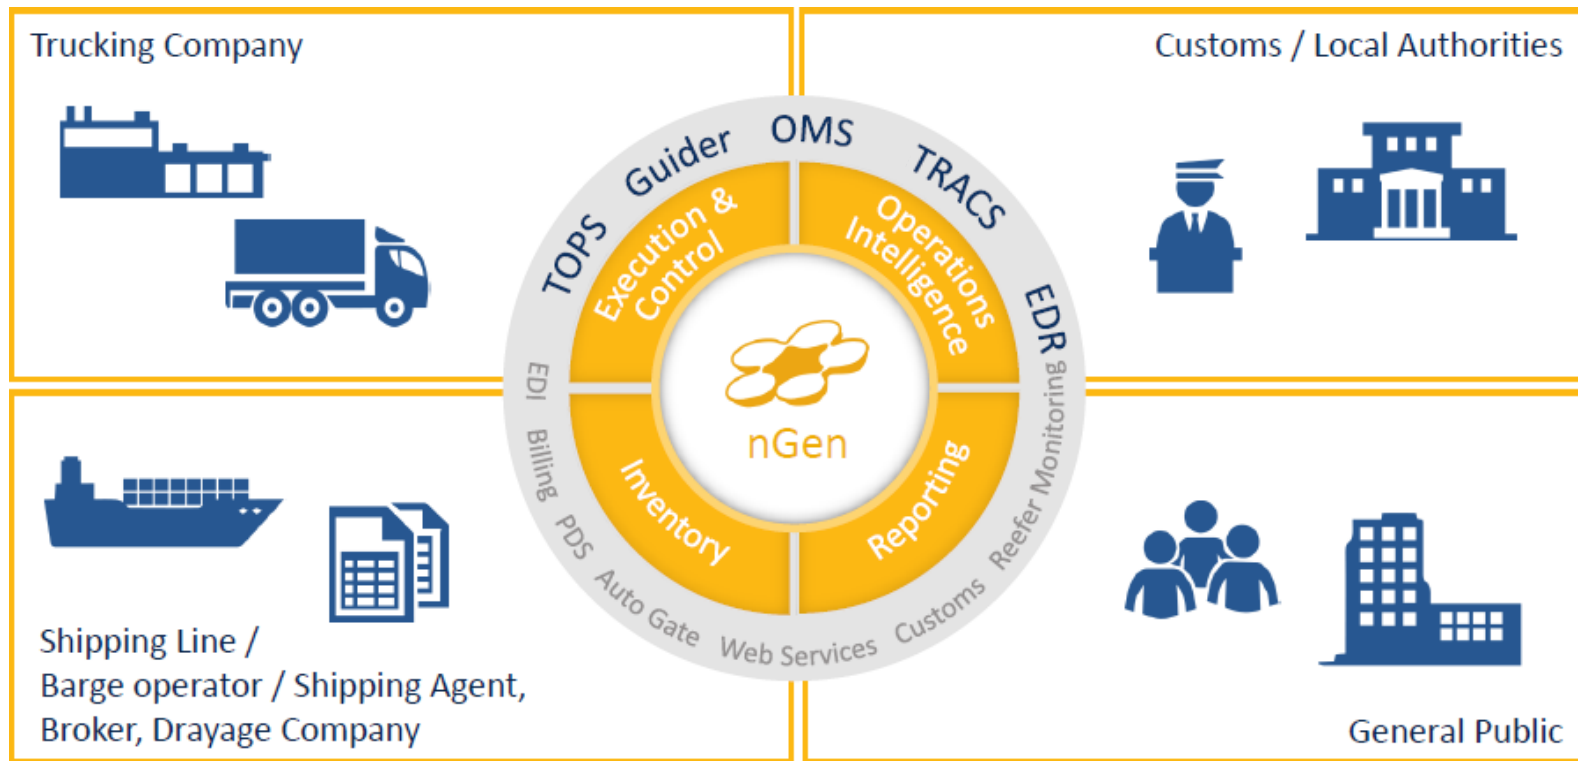 Trucking Company
Customs / Local Authorities
TOPS
Guider
OMS
TRACS
EDR
Execution &
Control
Operations
Intelligence
nGen
Inventory
Reporting
EDI
Billing
PDS
Auto Gate
Web Services
Customs
Reefer Monitoring
Shipping Line /
Barge operator / Shipping Agent,
Broker, Drayage Company
General Public